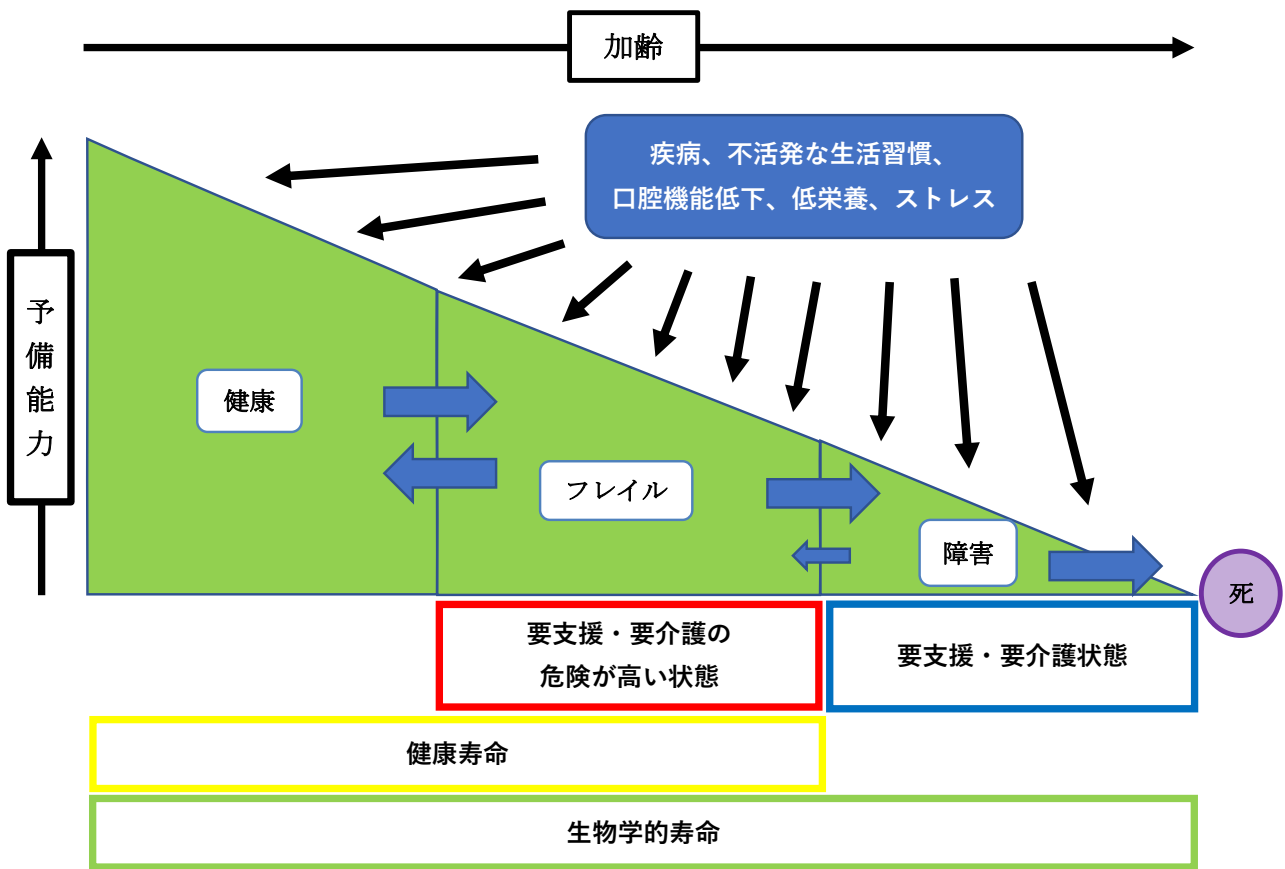 加齢
疾病、不活発な生活習慣、
口腔機能低下、低栄養、ストレス
予備能力
健康
フレイル
障害
死
要支援・要介護の
危険が高い状態
要支援・要介護状態
健康寿命
生物学的寿命